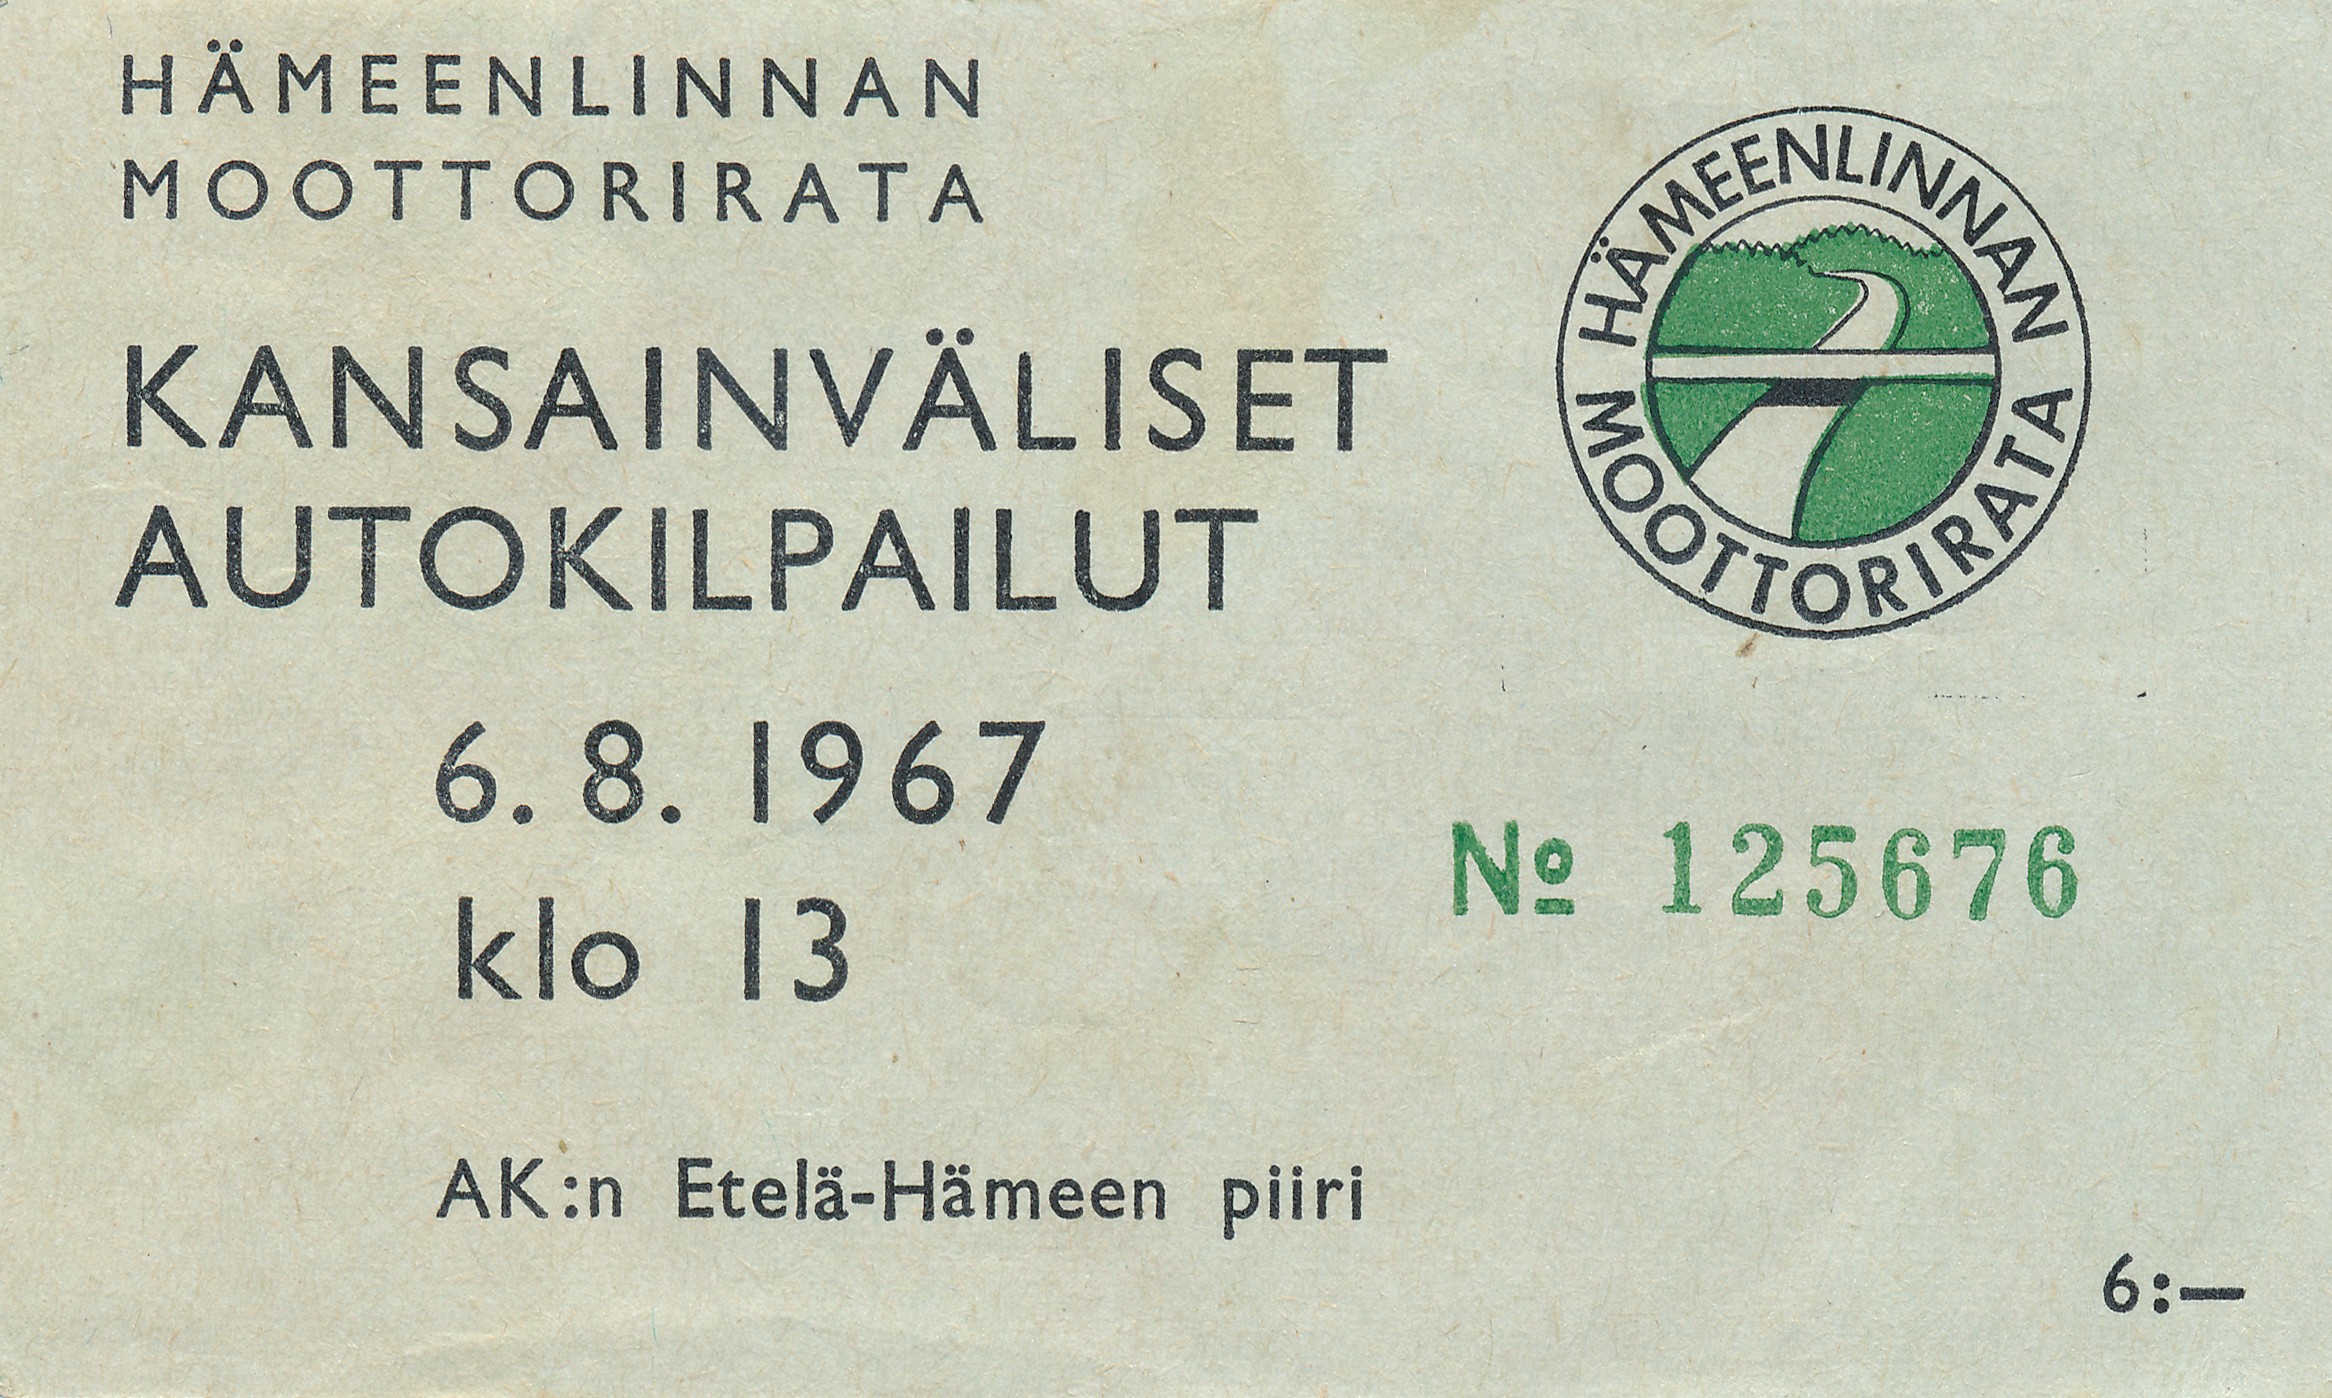 HÄMEENLINNAN
MOOTTORIRATA
KANSAINVÄLISET
AUTOKILPAILUT
6. 8. 1967
klo 13
AK:n Etelä-Hämeen piiri
HÄMEENLINNAN
MOOTTORIRATA
№ 125676
6:—